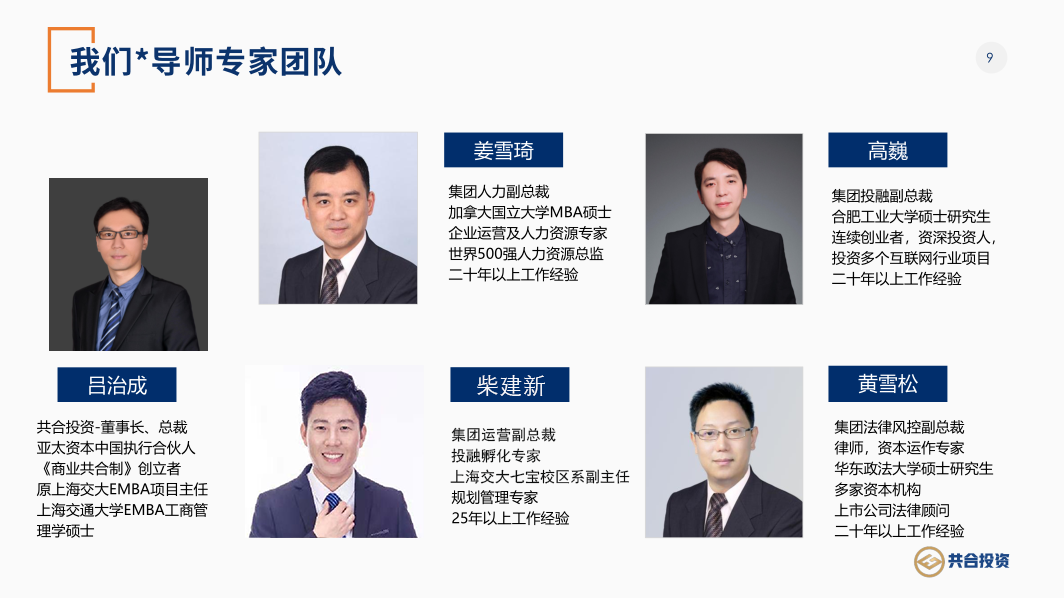 我们*导师专家团队
9
吕治成
共合投资-董事长、总裁
亚太资本中国执行合伙人
《商业共合制》创立者
原上海交大EMBA项目主任
上海交通大学EMBA工商管
理学硕士
姜雪琦
集团人力副总裁
加拿大国立大学MBA硕士
企业运营及人力资源专家
世界500强人力资源总监
二十年以上工作经验
高巍
集团投融副总裁
合肥工业大学硕士研究生
连续创业者，资深投资人，
投资多个互联网行业项目
二十年以上工作经验
柴建新
集团运营副总裁
投融孵化专家
上海交大七宝校区系副主任
规划管理专家
25年以上工作经验
黄雪松
集团法律风控副总裁
律师，资本运作专家
华东政法大学硕士研究生
多家资本机构
上市公司法律顾问
二十年以上工作经验
共合投资